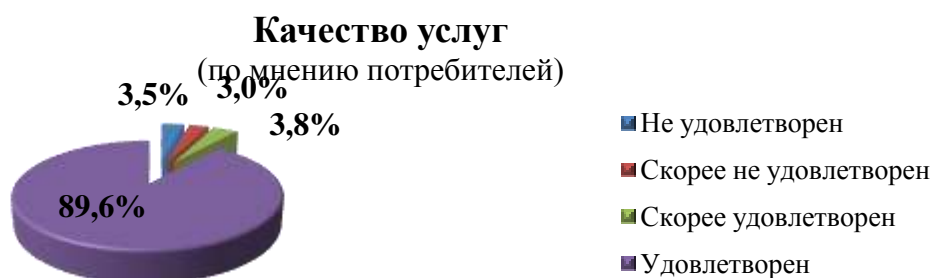 Качество услуг
(по мнению потребителей)
3,5%
3,0%
3,8%
89,6%
Не удовлетворен
Скорее не удовлетворен
Скорее удовлетворен
Удовлетворен